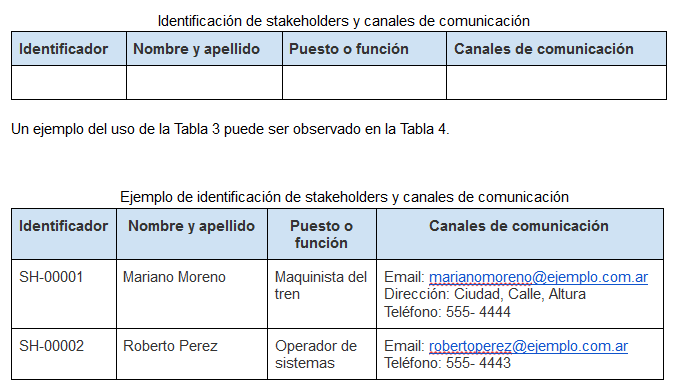 Identificación de stakeholders y canales de comunicación
Identificador Nombre y apellido Puesto o función Canales de comunicación
Un ejemplo del uso de la Tabla 3 puede ser observado en la Tabla 4.
Ejemplo de identificación de stakeholders y canales de comunicación
Identificador Nombre y apellido Puesto o función Canales de comunicación
SH-00001 Mariano Moreno Maquinista del tren Email: marianomoreno@ejemplo.com.ar
Dirección: Ciudad, Calle, Altura
Teléfono: 555- 4444
SH-00002 Roberto Perez Operador de sistemas Email: robertoperez@ejemplo.com.ar
Teléfono: 555- 4443